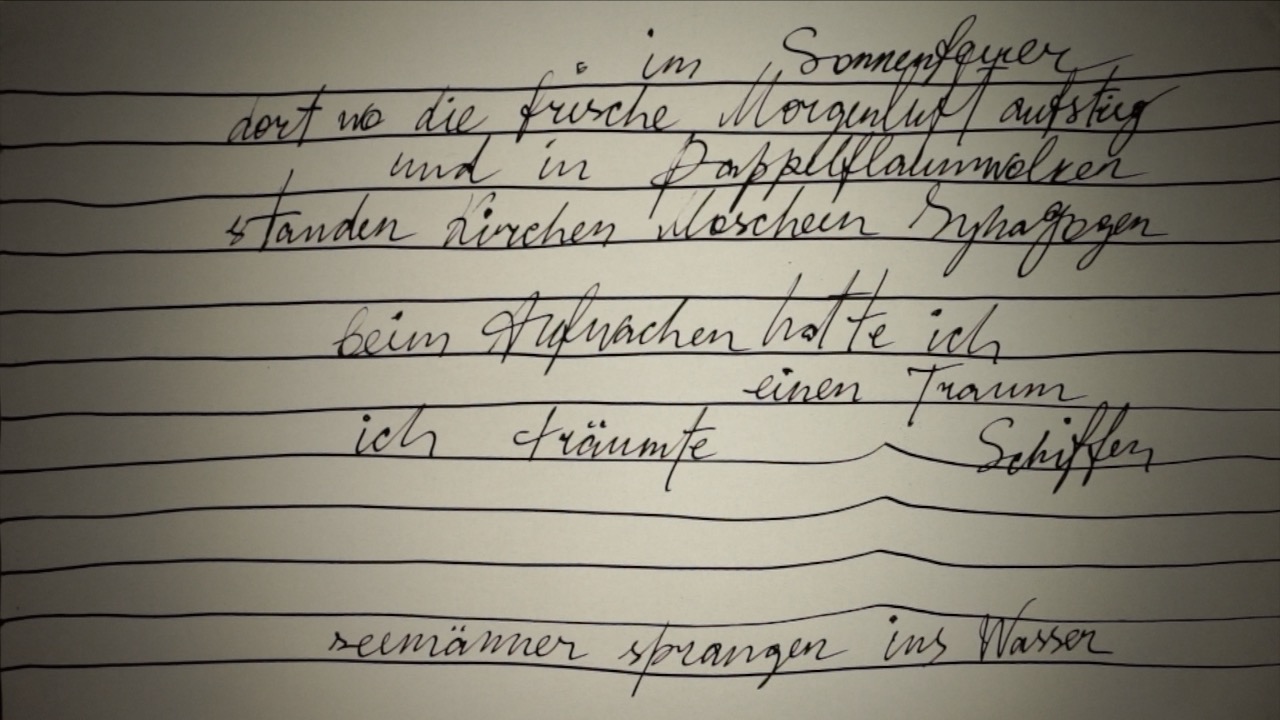 im Sonnenfeuer
dort wo die frische Morgenluft aufstieg
und in Pappelflaumwolken
standen Kirchen Moscheen Synagogen
beim Aufwachen hatte ich
einen Traum
ich träumte Schiffen
seemänner sprangen ins Wasser